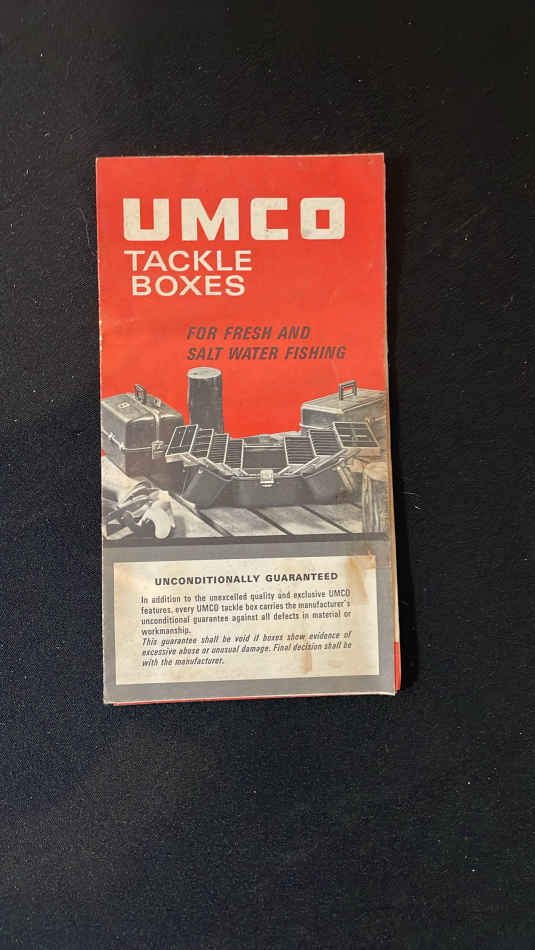 UMCO
TACKLE
BOXES
FOR FRESH AND
SALT WATER FISHING
UNCONDITIONALLY GUARANTEED
In addition to the unexcelled quality and exclusive UMCO
features, every UMCO tackle box carries the manufacturer's
unconditional guarantee against all defects in material or
workmanship.
This guarantee shall be void if boxes show evidence of
excessive abuse or unusual damage. Final decision shall be
with the manufacturer.